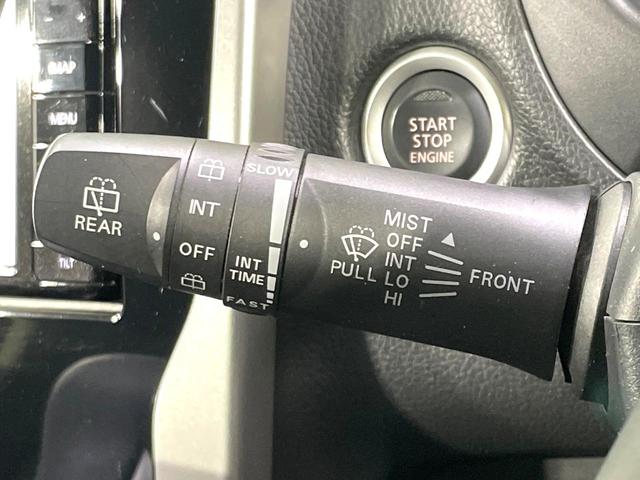 MAP
MENU
TILT
START
STOP
ENGINE
REAR
INT
OFF
SLOW
INT
TIME
FAST
PULL
MIST
OFF
INT
LO
HI
FRONT